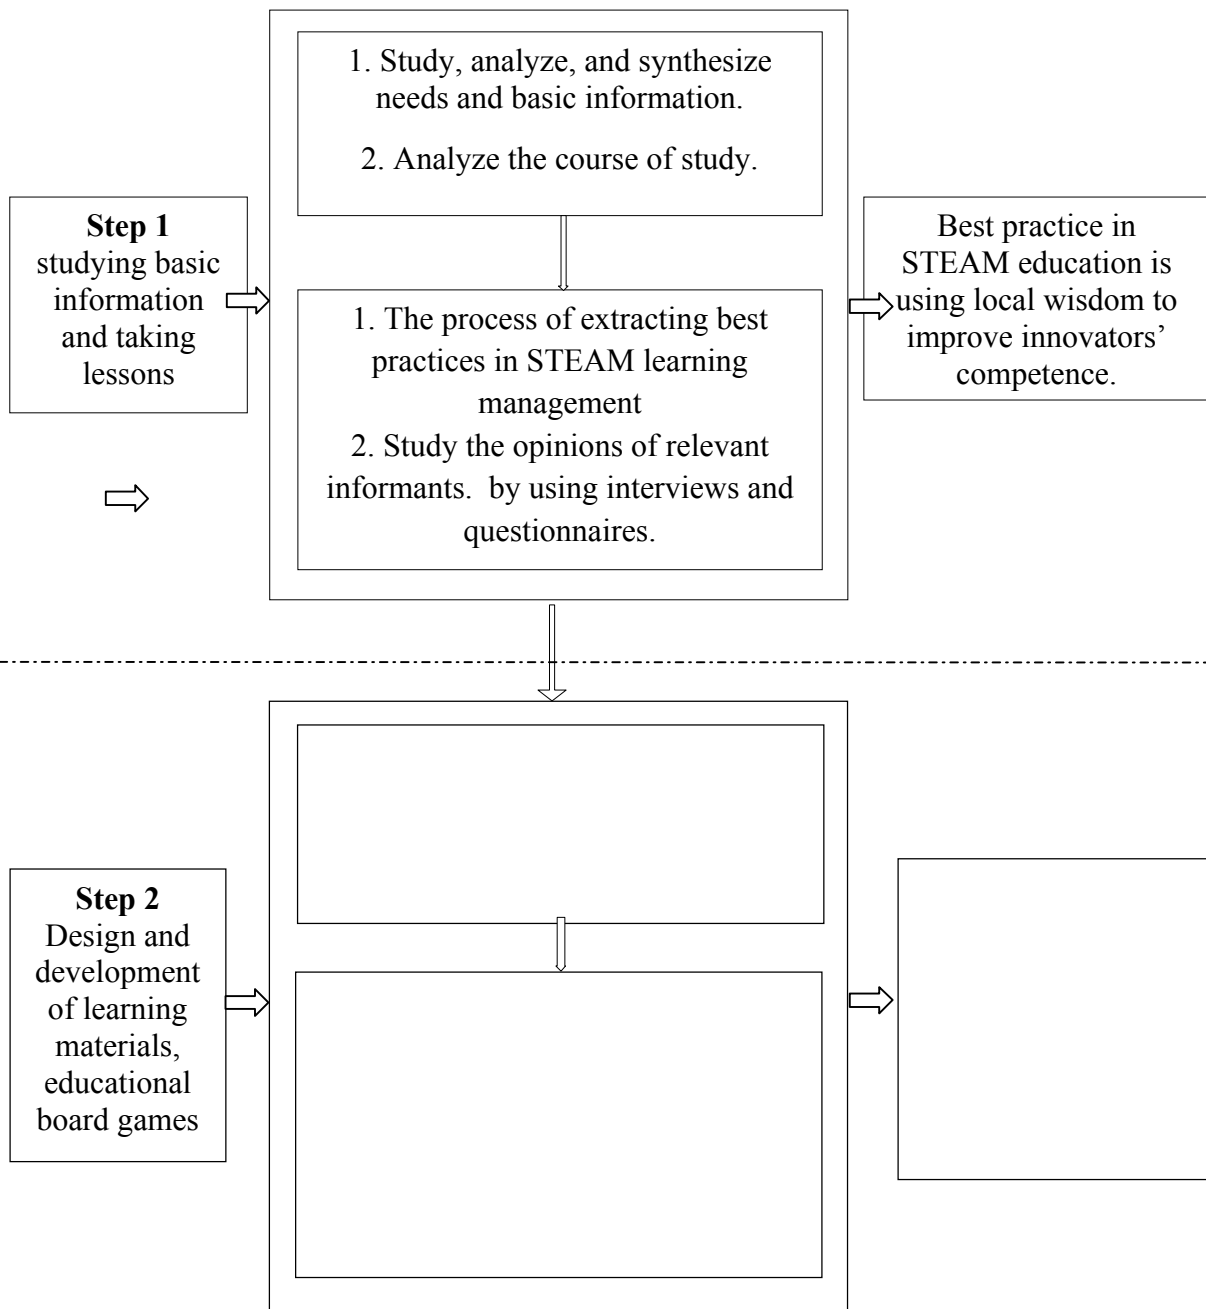 1. Study, analyze, and synthesize
needs and basic information.
2. Analyze the course of study.
Step 1
studying basic
information
and taking
lessons
1. The process of extracting best
practices in STEAM learning
management
2. Study the opinions of relevant
informants.  by using interviews and
questionnaires.
Best practice in
STEAM education is
using local wisdom to
improve innovators’
competence.
Step 2
Design and
development
of learning
materials,
educational
board games